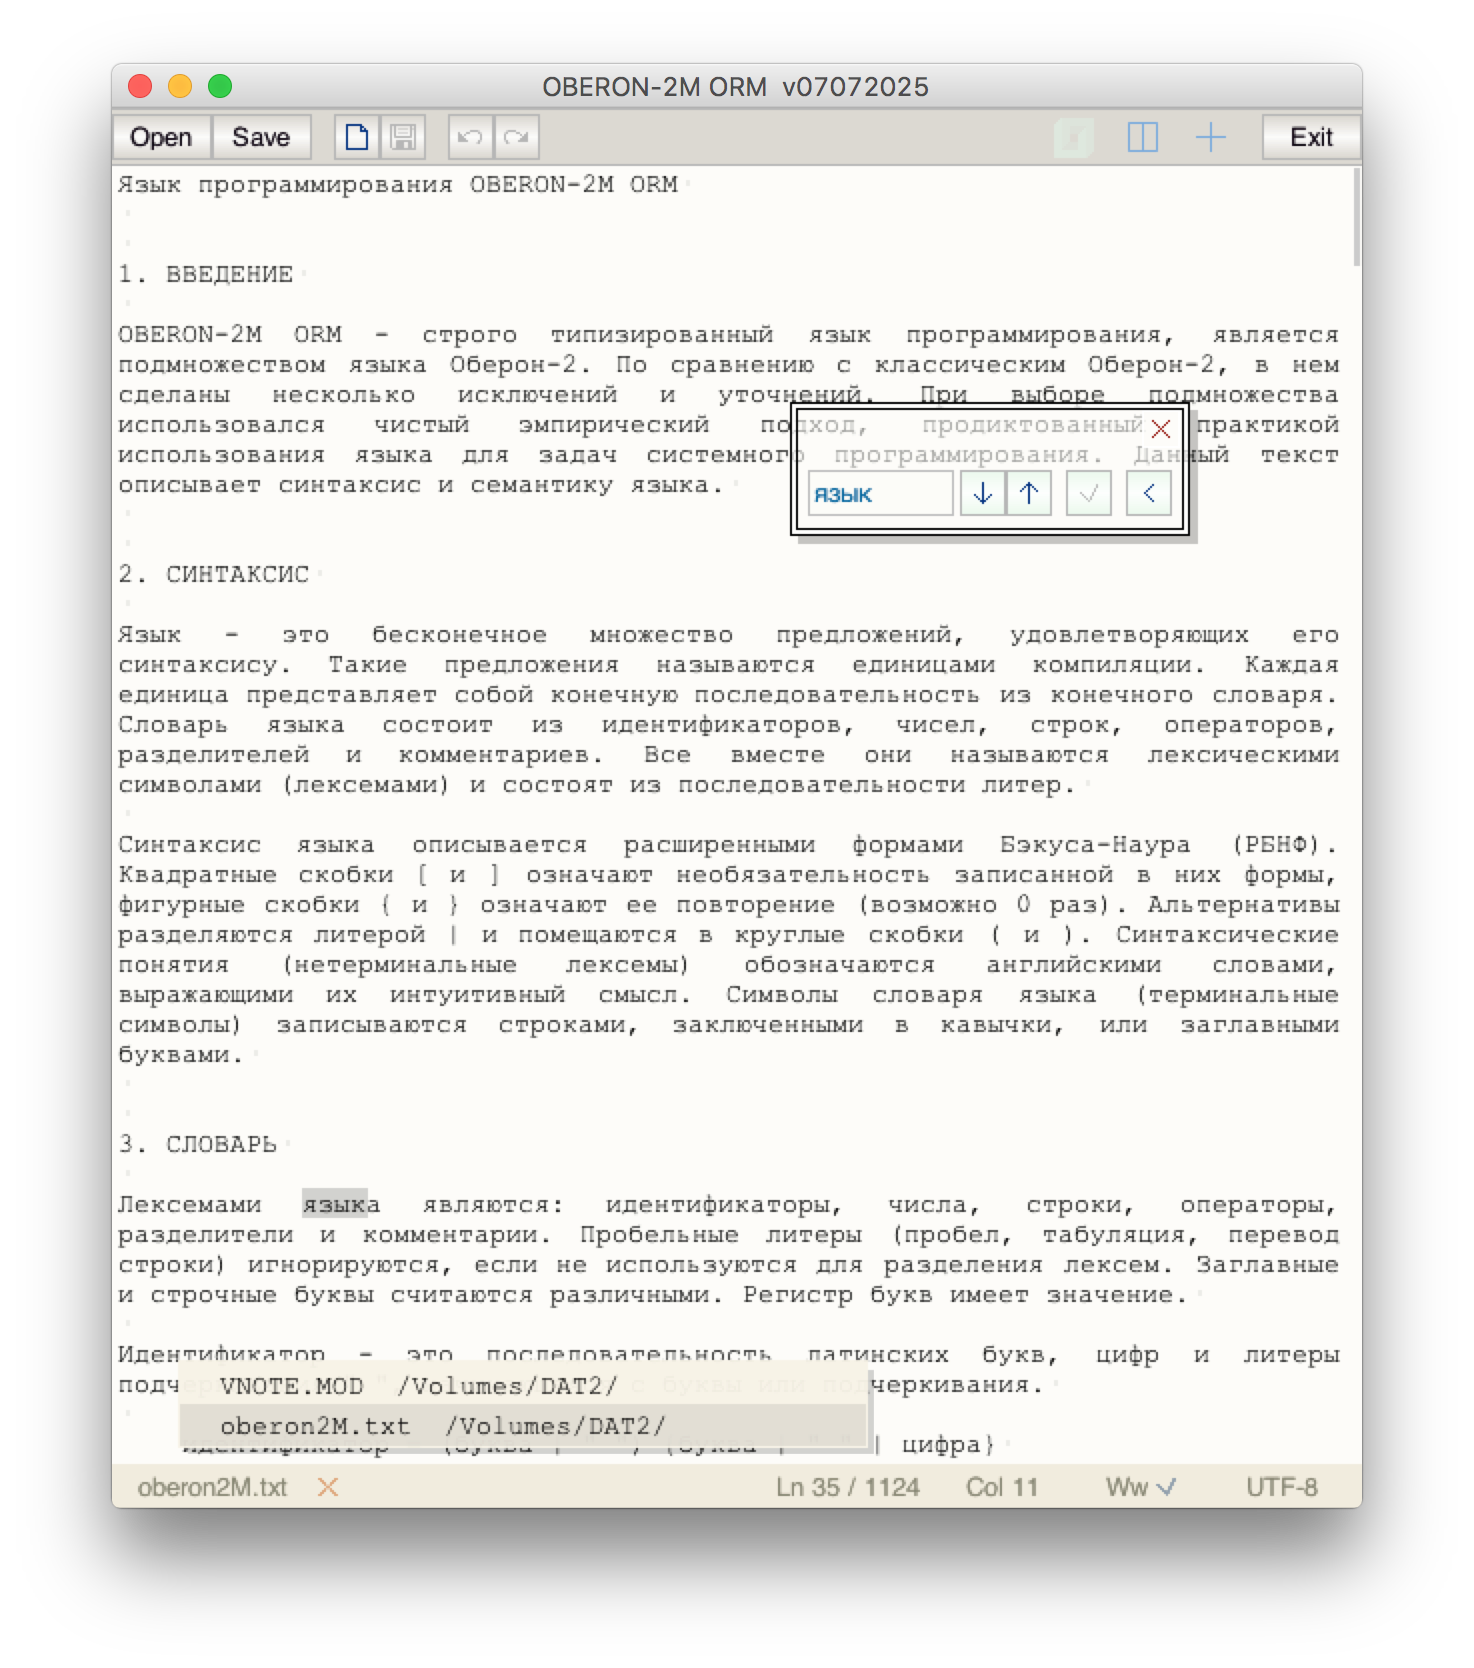 OBERON-2M ORM v07072025
Open Save Exit
Язык программирования OBERON-2M ORM
1. ВВЕДЕНИЕ
OBERON-2M ORM - строго типизированный язык программирования, является
подмножеством языка Оберон-2. По сравнению с классическим Оберон-2, в нем
сделаны несколько исключений и уточнений. При выборе подмножества
использовался чистый эмпирический подход, продиктованный практикой
использования языка для задач системного программирования. Данный текст
описывает синтаксис и семантику языка.
язык
2. СИНТАКСИС
Язык - это бесконечное множество предложений, удовлетворяющих его
синтаксису. Такие предложения называются единицами компиляции. Каждая
единица представляет собой конечную последовательность из конечного словаря.
Словарь языка состоит из идентификаторов, чисел, строк, операторов,
разделителей и комментариев. Все вместе они называются лексическими
символами (лексемами) и состоят из последовательности литер.
Синтаксис языка описывается расширенными формами Бэкуса-Наура (РБНФ).
Квадратные скобки [ и ] означают необязательность записанной в них формы,
фигурные скобки { и } означают ее повторение (возможно 0 раз). Альтернативы
разделяются литерой | и помещаются в круглые скобки ( и ). Синтаксические
понятия (нетерминальные лексемы) обозначаются английскими словами,
выражающими их интуитивный смысл. Символы словаря языка (терминальные
символы) записываются строками, заключенными в кавычки, или заглавными
буквами.
3. СЛОВАРЬ
Лексемами языка являются: идентификаторы, числа, строки, операторы,
разделители и комментарии. Пробельные литеры (пробел, табуляция, перевод
строки) игнорируются, если не используются для разделения лексем. Заглавные
и строчные буквы считаются различными. Регистр букв имеет значение.
Идентификатор - это последовательность латинских букв, цифр и литеры
с буквы или подчеркивания.
VNOTE.MOD /Volumes/DAT2/
oberon2M.txt /Volumes/DAT2/
идентификатор | цифра}
oberon2M.txt Ln 35 / 1124 Col 11 Ww UTF-8